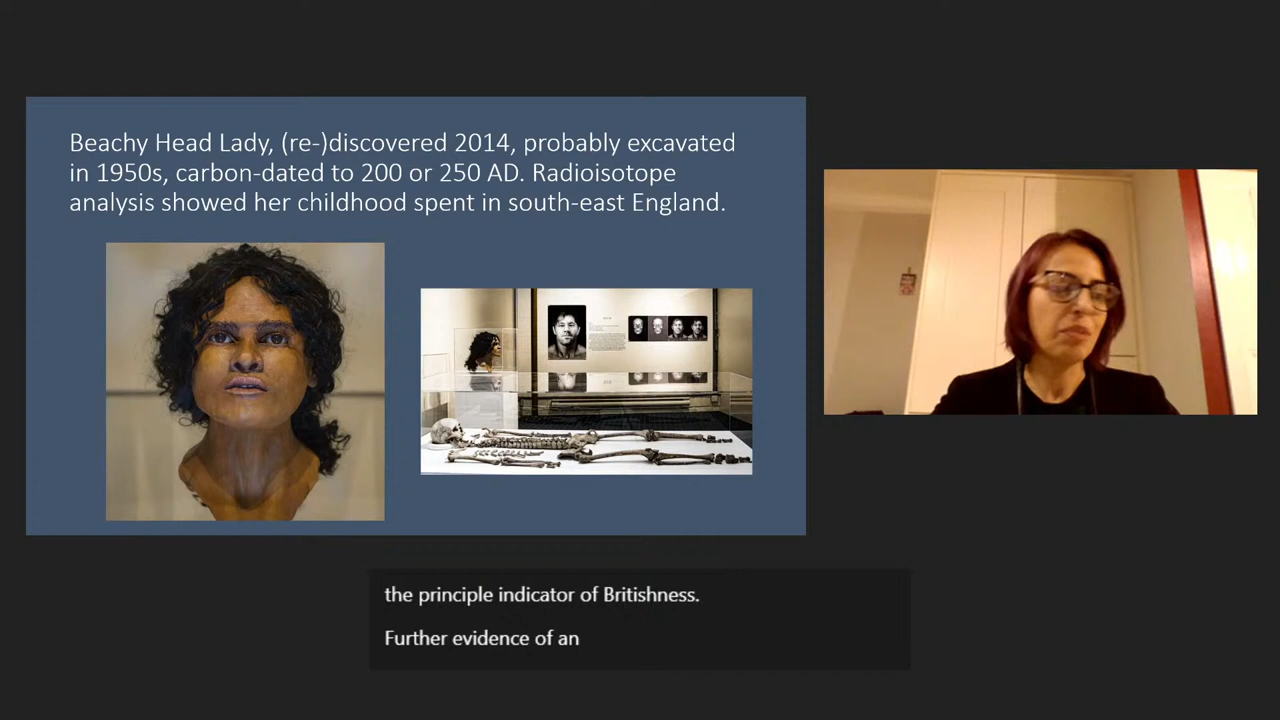 Beachy Head Lady, (re-)discovered 2014, probably excavated
in 1950s, carbon-dated to 200 or 250 AD. Radioisotope
analysis showed her childhood spent in south-east England.
the principle indicator of Britishness.
Further evidence of an